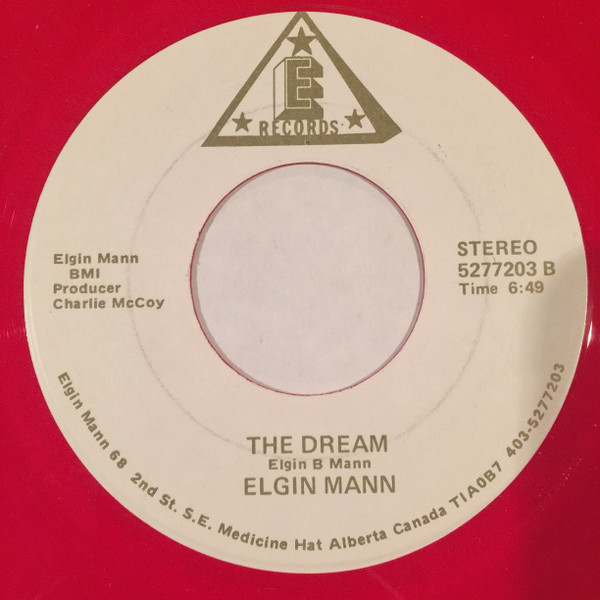 E
RECORDS
Elgin Mann
BMI
Producer
Charlie McCoy
STEREO
5277203 B
Time 6:49
THE DREAM
Elgin B Mann
ELGIN MANN
Elgin Mann 68 2nd St. S.E. Medicine Hat Alberta Canada T1A0B7 403-5277203